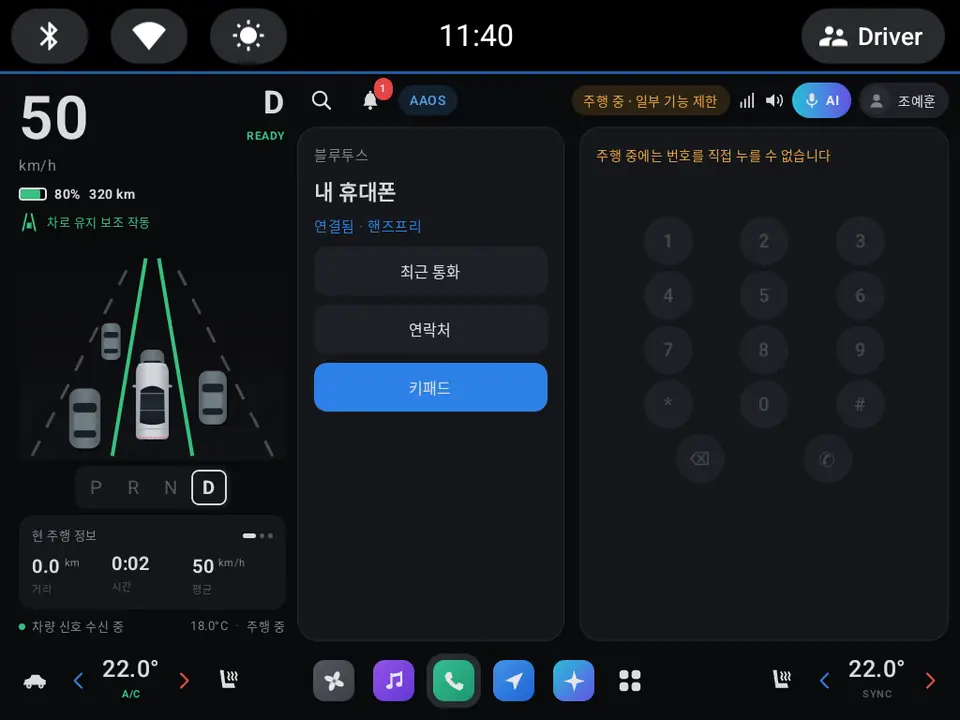 11:40
Driver
50
D
READY
km/h
80% 320 km
차로 유지 보조 작동
P R N D
현 주행 정보
0.0 km
거리
0:02
시간
50 km/h
평균
차량 신호 수신 중
18.0°C · 주행 중
1
AAOS
주행 중 · 일부 기능 제한
AI
조예훈
블루투스
내 휴대폰
연결됨 · 핸즈프리
최근 통화
연락처
키패드
주행 중에는 번호를 직접 누를 수 없습니다
1 2 3
4 5 6
7 8 9
* 0 #
22.0°
A/C
22.0°
SYNC